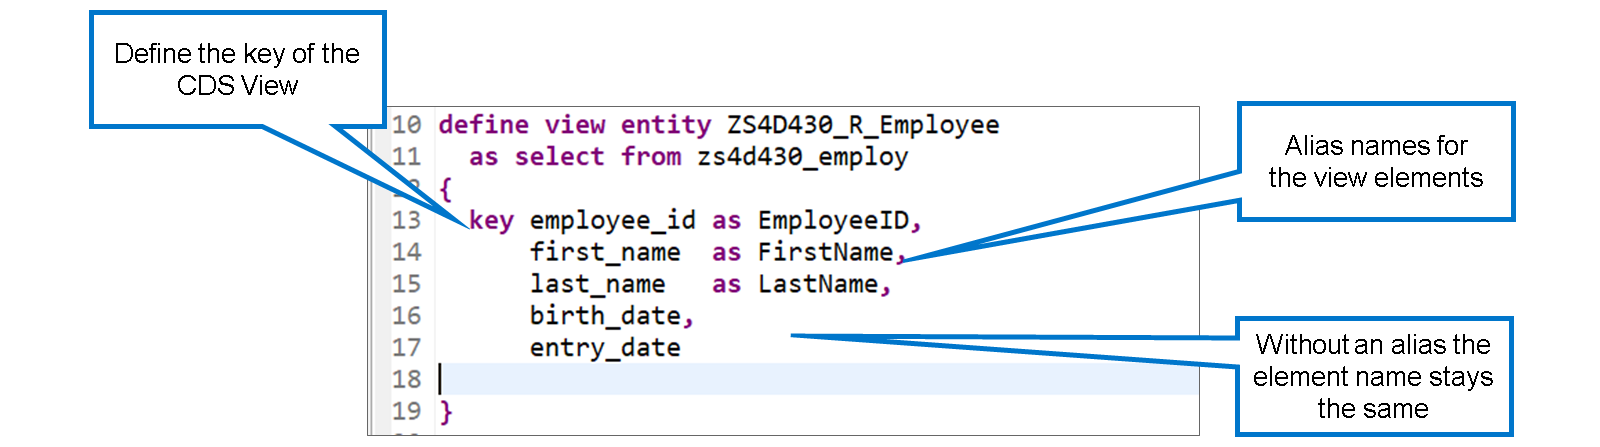 Define the key of the
CDS View
10 define view entity ZS4D430_R_Employee
11 as select from zs4d430_employ
12 {
13 key employee_id as EmployeeID,
14 first_name as FirstName,
15 last_name as LastName,
16 birth_date,
17 entry_date
18
19 }
Alias names for
the view elements
Without an alias the
element name stays
the same